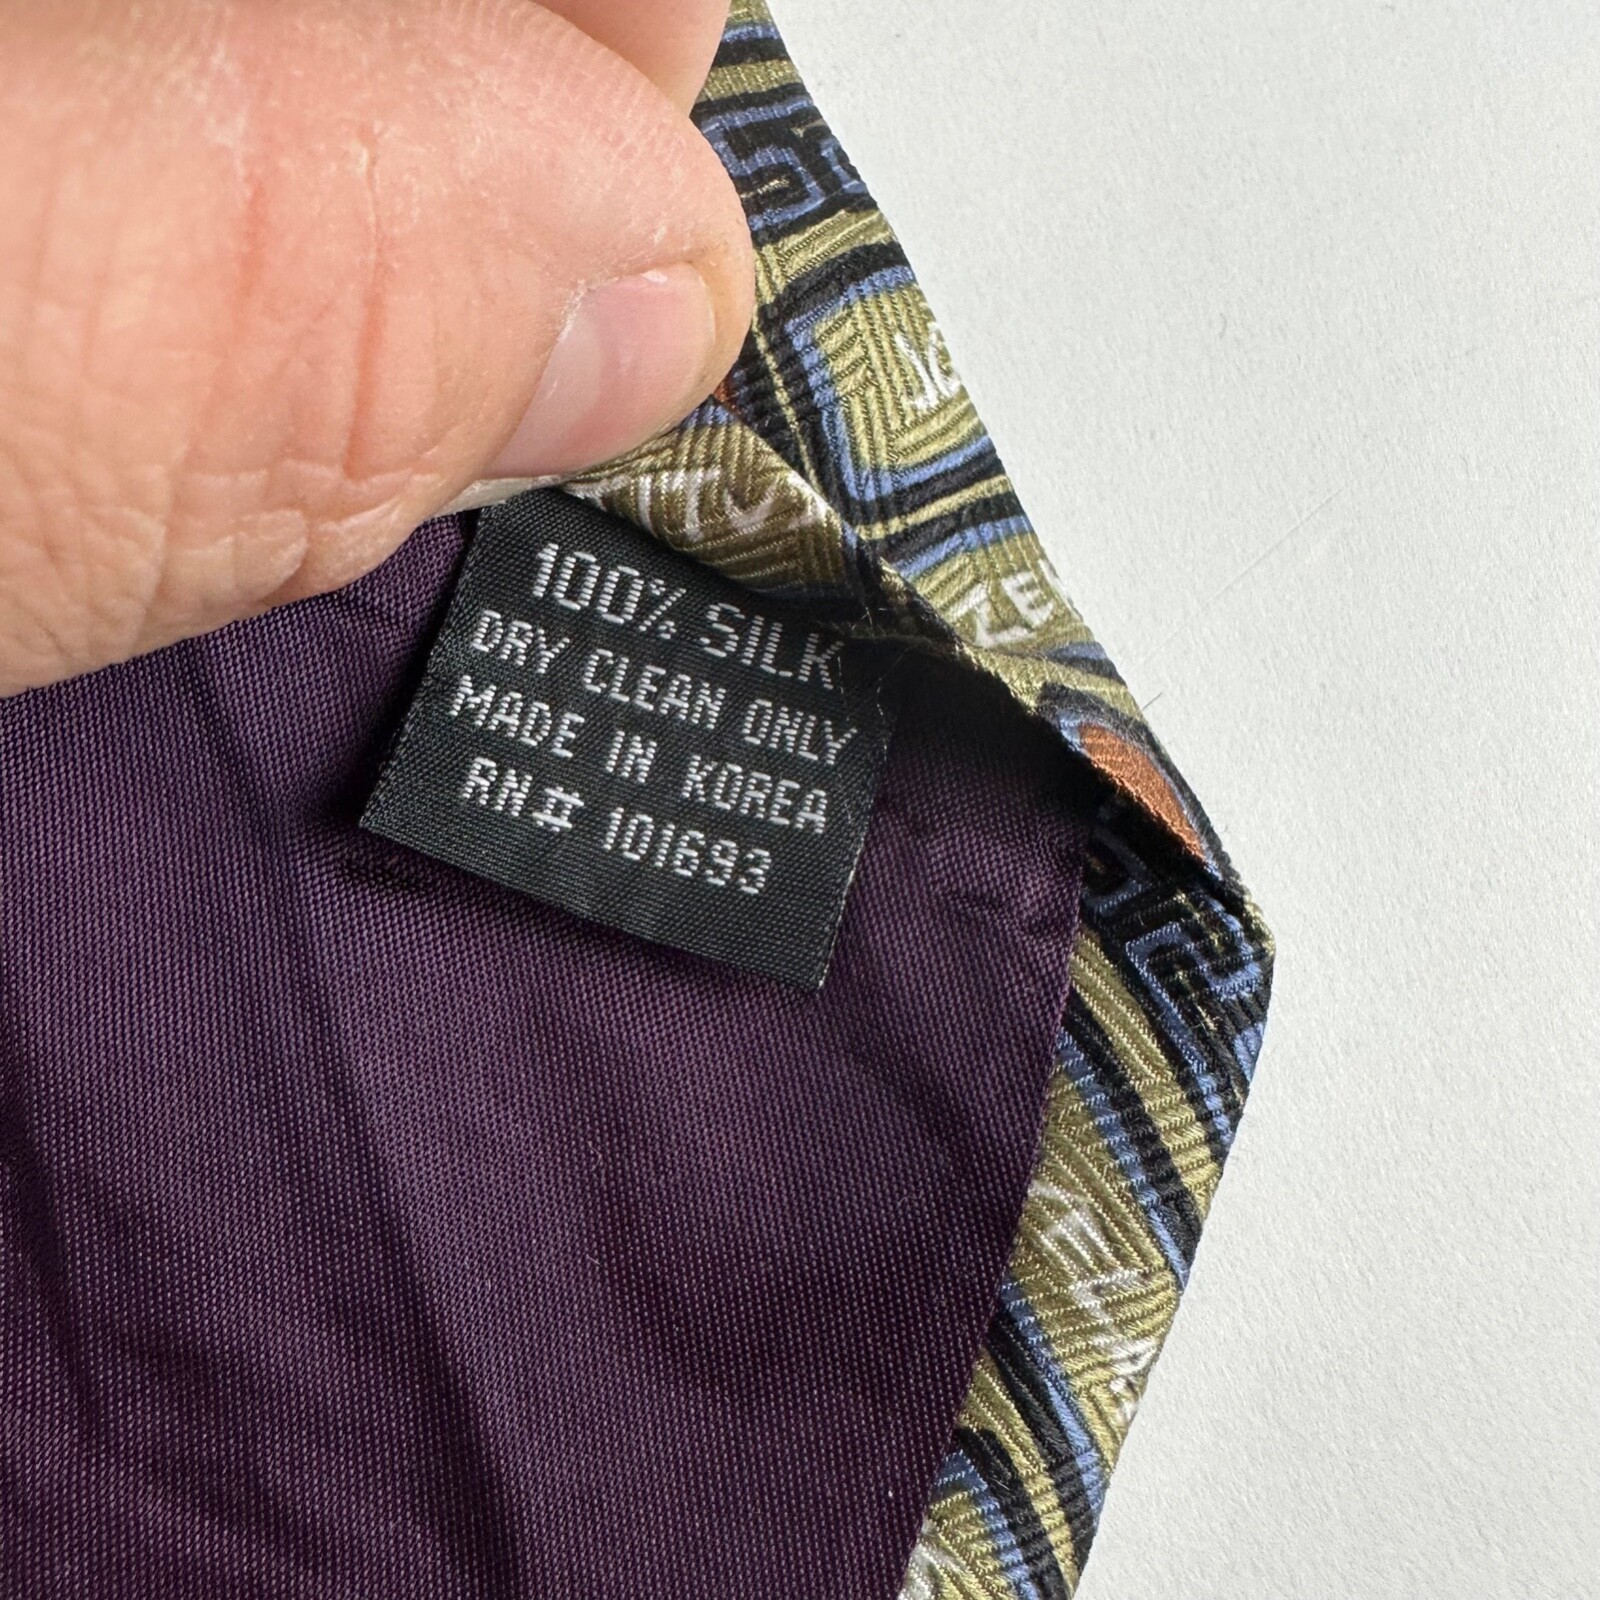 100% SILK
DRY CLEAN ONLY
MADE IN KOREA
RN# 101693